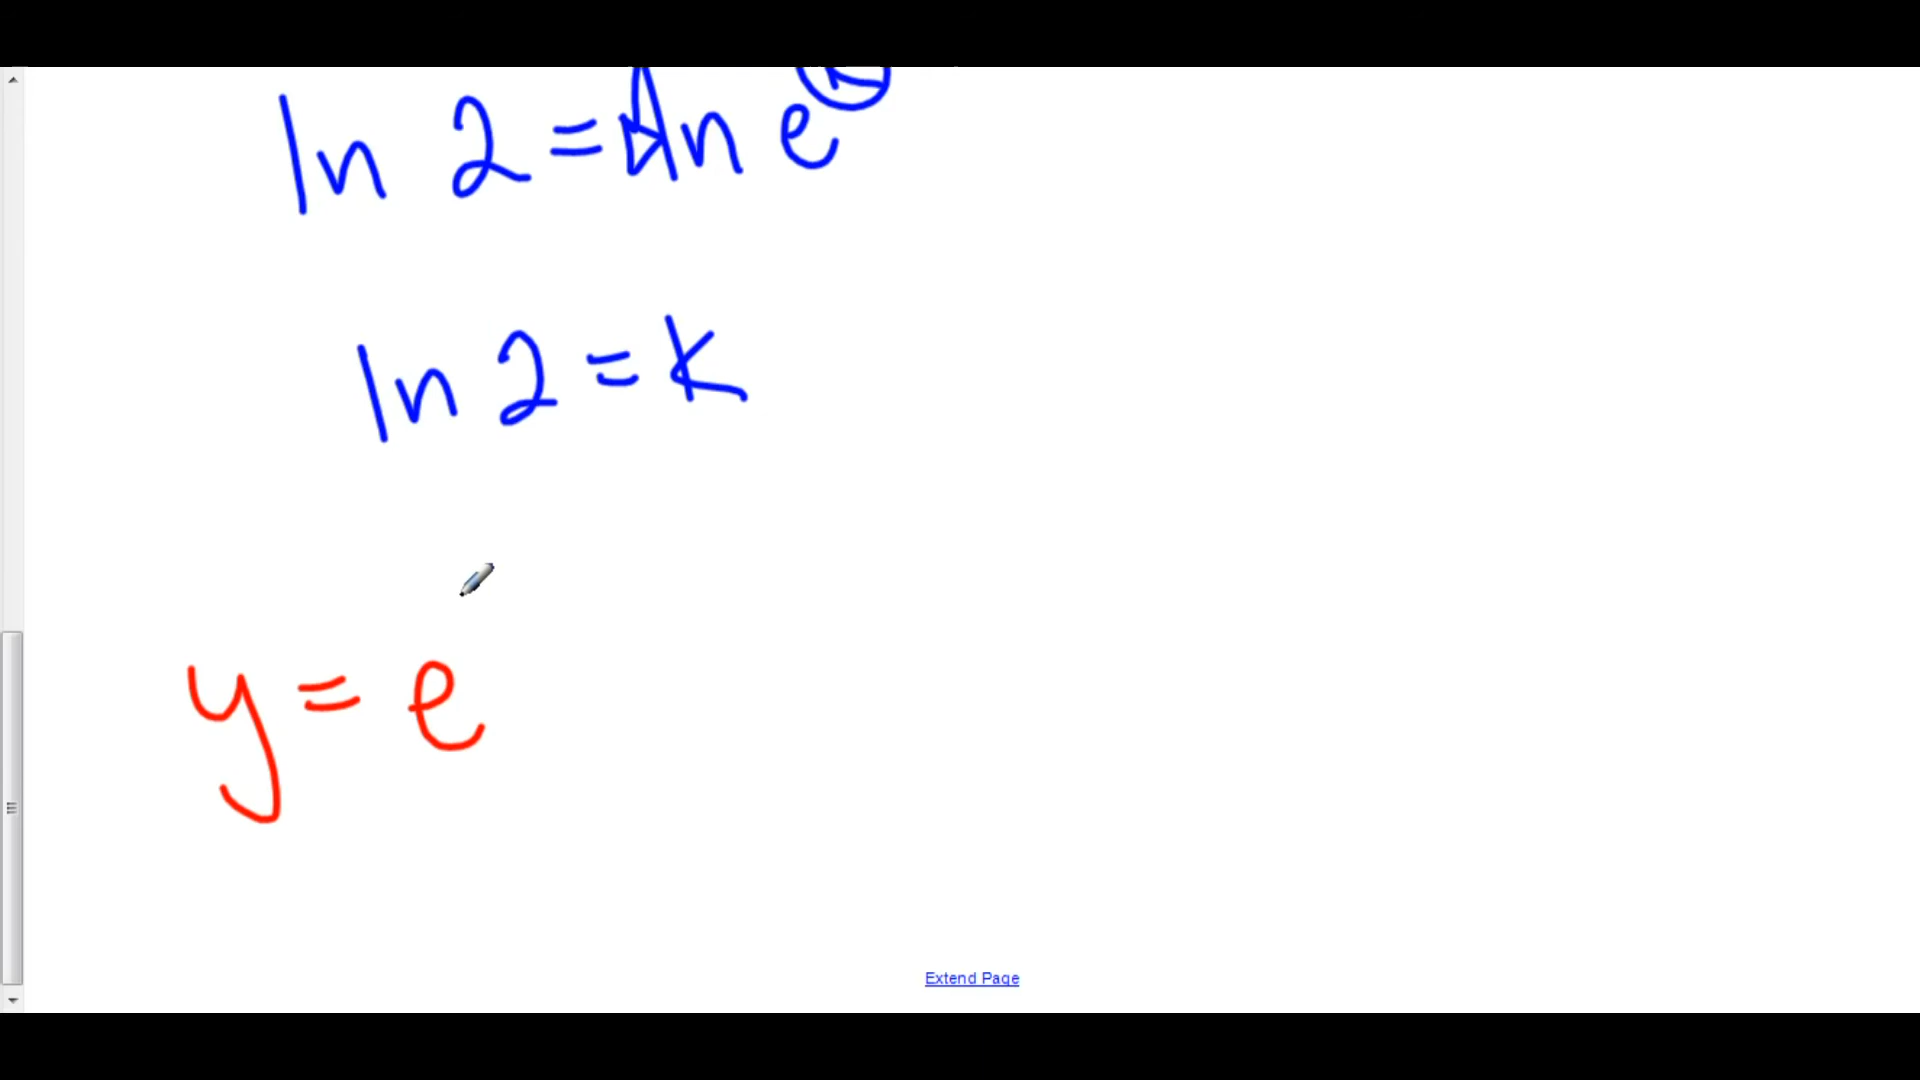 ln 2 = ln e
ln 2 = k
y = e
Extend Page